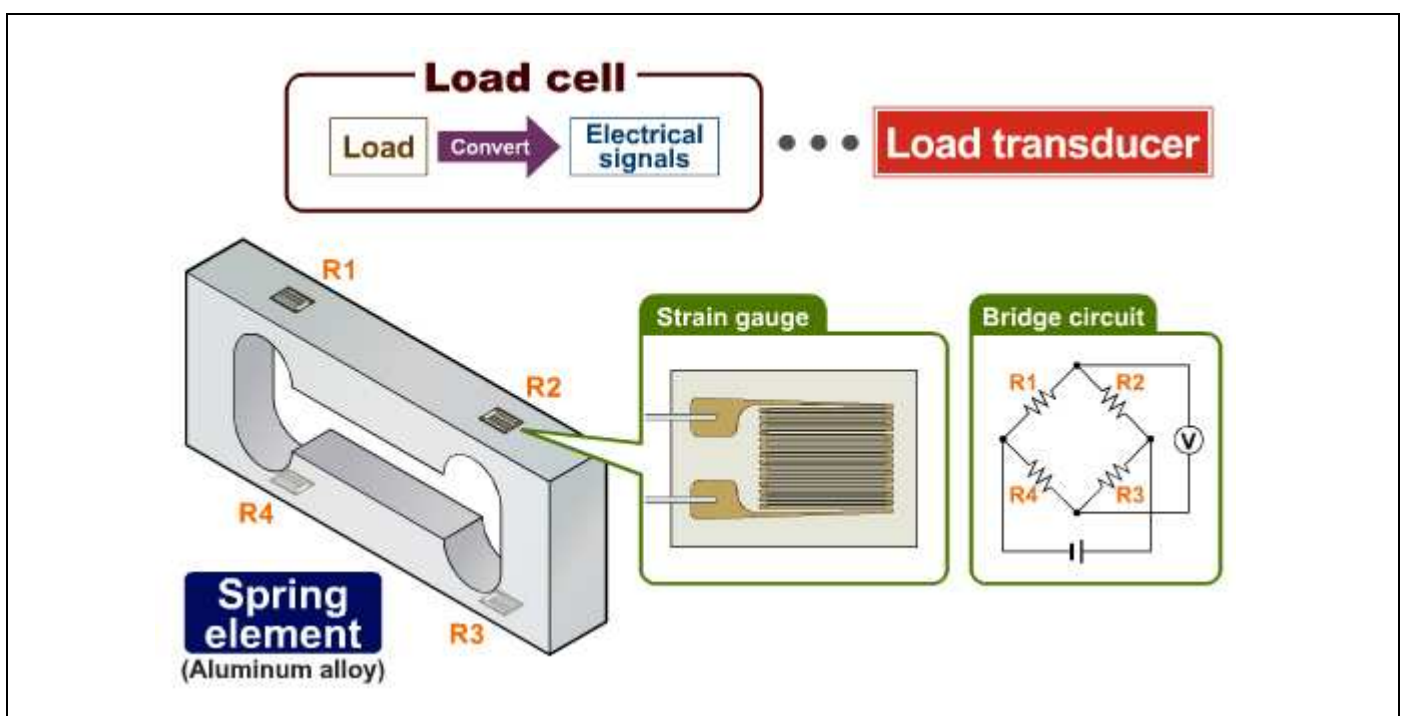 Load cell
Load
Convert
Electrical
signals
Load transducer
R1
R2
R4
R3
Spring
element
(Aluminum alloy)
Strain gauge
Bridge circuit
R1
R2
V
R4
R3